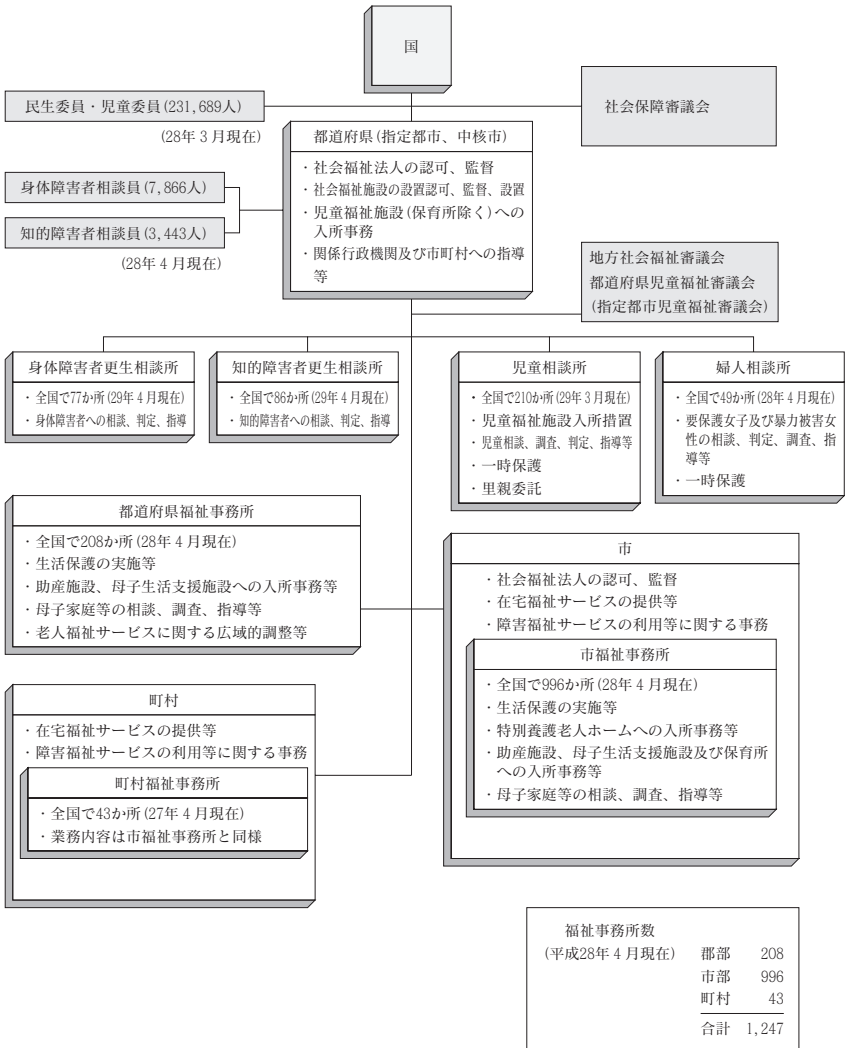 国
民生委員・児童委員(231,689人)
(28年3月現在)
社会保障審議会
都道府県(指定都市、中核市)
・社会福祉法人の認可、監督
・社会福祉施設の設置認可、監督、設置
・児童福祉施設(保育所除く)への
入所事務
・関係行政機関及び市町村への指導
等
身体障害者相談員(7,866人)
知的障害者相談員(3,443人)
(28年4月現在)
地方社会福祉審議会
都道府県児童福祉審議会
(指定都市児童福祉審議会)
身体障害者更生相談所
・全国で77か所(29年4月現在)
・身体障害者への相談、判定、指導
知的障害者更生相談所
・全国で86か所(29年4月現在)
・知的障害者への相談、判定、指導
児童相談所
・全国で210か所(29年3月現在)
・児童福祉施設入所措置
・児童相談、調査、判定、指導等
・一時保護
・里親委託
婦人相談所
・全国で49か所(28年4月現在)
・要保護女子及び暴力被害女
性の相談、判定、調査、指
導等
・一時保護
都道府県福祉事務所
・全国で208か所(28年4月現在)
・生活保護の実施等
・助産施設、母子生活支援施設への入所事務等
・母子家庭等の相談、調査、指導等
・老人福祉サービスに関する広域的調整等
市
・社会福祉法人の認可、監督
・在宅福祉サービスの提供等
・障害福祉サービスの利用等に関する事務
市福祉事務所
・全国で996か所(28年4月現在)
・生活保護の実施等
・特別養護老人ホームへの入所事務等
・助産施設、母子生活支援施設及び保育所
への入所事務等
・母子家庭等の相談、調査、指導等
町村
・在宅福祉サービスの提供等
・障害福祉サービスの利用等に関する事務
町村福祉事務所
・全国で43か所(27年4月現在)
・業務内容は市福祉事務所と同様
福祉事務所数
(平成28年4月現在) 郡部 208
市部 996
町村 43
合計 1,247